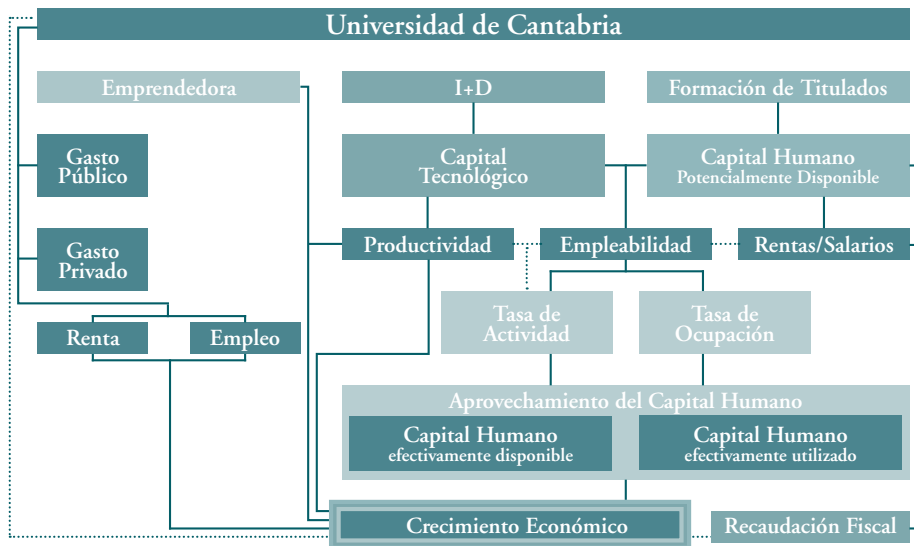 Universidad de Cantabria
Emprendedora
I+D
Formación de Titulados
Gasto
Público
Capital
Tecnológico
Capital Humano
Potencialmente Disponible
Gasto
Privado
Productividad
Empleabilidad
Rentas/Salarios
Renta
Empleo
Tasa de
Actividad
Tasa de
Ocupación
Aprovechamiento del Capital Humano
Capital Humano
efectivamente disponible
Capital Humano
efectivamente utilizado
Crecimiento Económico
Recaudación Fiscal